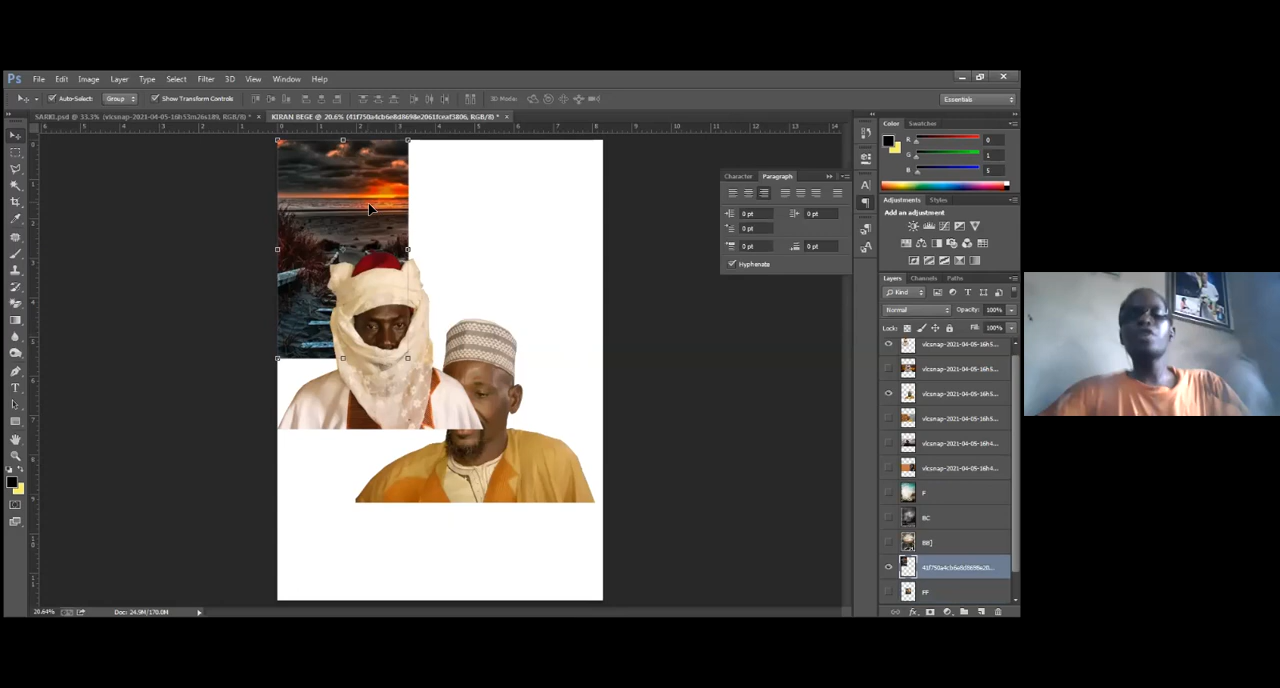 Ps File Edit Image Layer Type Select Filter 3D View Window Help
Auto-Select: Group Show Transform Controls 3D Mode: Essentials
SARKI.psd @ 33.3% (vlcsnap-2021-04-05-16h53m26s189, RGB/8) * ×
KIRAN BEGE @ 20.6% (41f750a4cb6e8d8698e2061fceaf3806, RGB/8) * ×
Color Swatches
R 0
G 1
B 5
Character Paragraph
0 pt 0 pt
0 pt
0 pt 0 pt
Hyphenate
Adjustments Styles
Add an adjustment
Layers Channels Paths
Kind
Normal Opacity: 100%
Lock: Fill: 100%
vlcsnap-2021-04-05-16h5...
vlcsnap-2021-04-05-16h5...
vlcsnap-2021-04-05-16h5...
vlcsnap-2021-04-05-16h5...
vlcsnap-2021-04-05-16h4...
vlcsnap-2021-04-05-16h4...
F
BC
BB]
41f750a4cb6e8d8698e20...
FF
20.64% Doc: 24.9M/170.0M